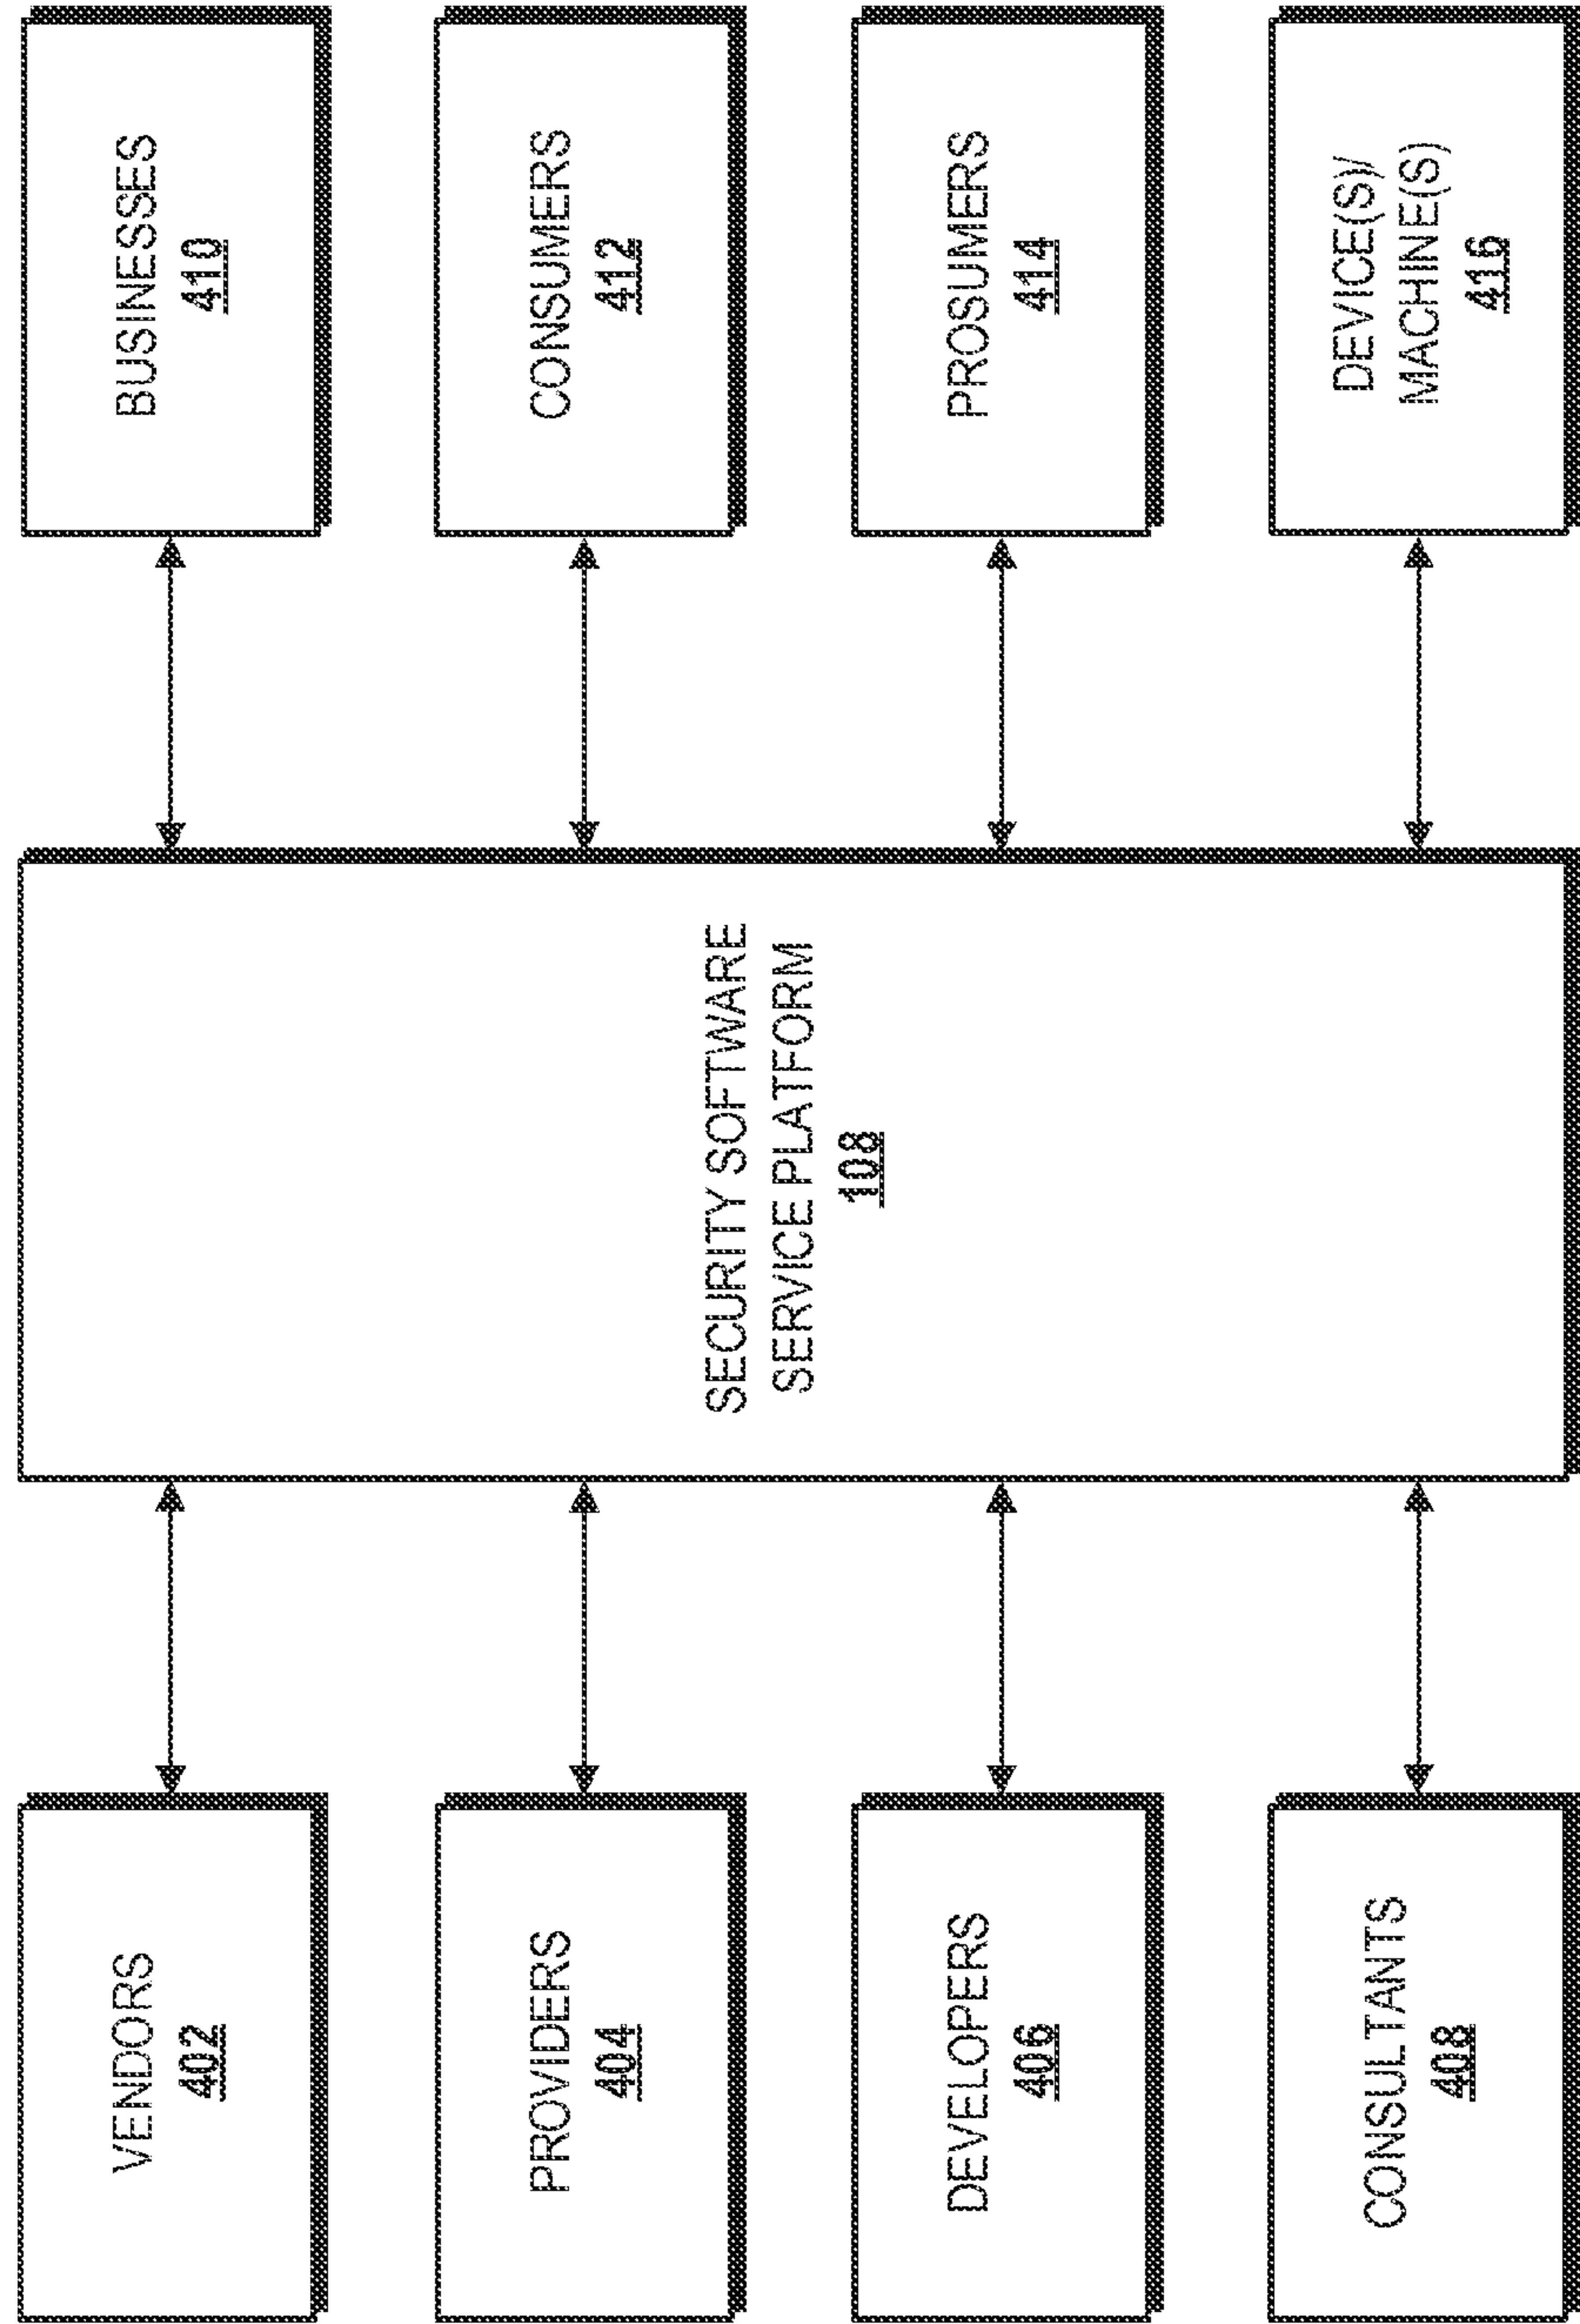 VENDORS
402
PROVIDERS
404
DEVELOPERS
406
CONSULTANTS
408
SECURITY SOFTWARE
SERVICE PLATFORM
108
BUSINESSES
410
CONSUMERS
412
PROSUMERS
414
DEVICE(S)/
MACHINE(S)
416